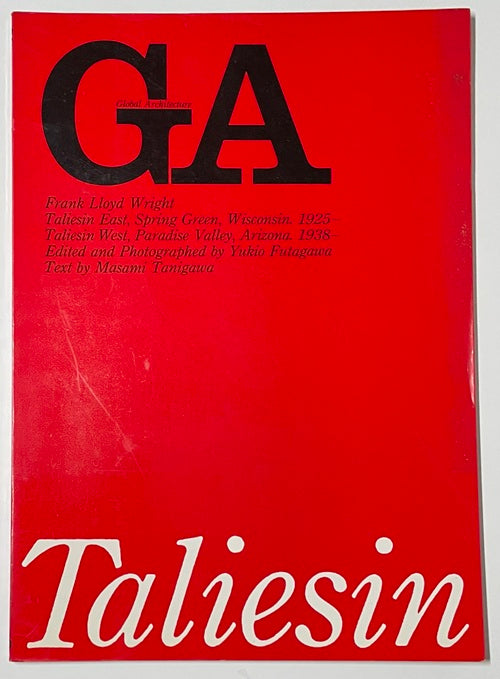 GA
Global Architecture
Frank Lloyd Wright
Taliesin East, Spring Green, Wisconsin. 1925–
Taliesin West, Paradise Valley, Arizona. 1938–
Edited and Photographed by Yukio Futagawa
Text by Masami Tanigawa
Taliesin